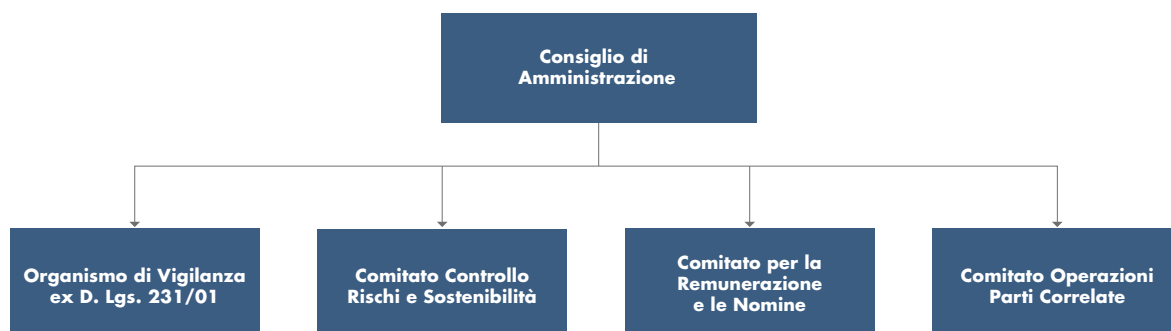 Consiglio di
Amministrazione
Organismo di Vigilanza
ex D. Lgs. 231/01
Comitato Controllo
Rischi e Sostenibilità
Comitato per la
Remunerazione
e le Nomine
Comitato Operazioni
Parti Correlate